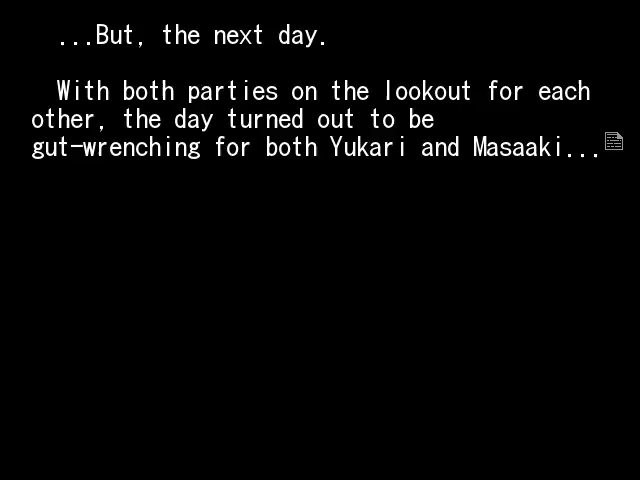 ...But, the next day.
With both parties on the lookout for each
other, the day turned out to be
gut-wrenching for both Yukari and Masaaki...